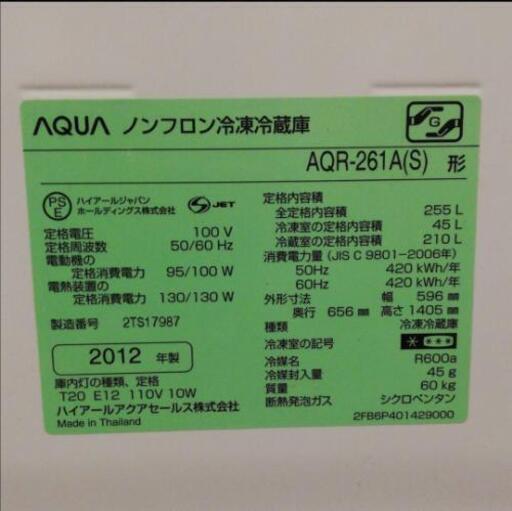 AQUA ノンフロン冷凍冷蔵庫
G
AQR-261A(S) 形
PSE ハイアールジャパン
ホールディングス株式会社
S JET
定格電圧 100 V
定格周波数 50/60 Hz
電動機の
定格消費電力 95/100 W
電熱装置の
定格消費電力 130/130 W
製造番号 2TS17987
2012 年製
庫内灯の種類、定格
T20 E12 110V 10W
ハイアールアクアセールス株式会社
Made in Thailand
定格内容積
全定格内容積 255 L
冷凍室の定格内容積 45 L
冷蔵室の定格内容積 210 L
消費電力量 (JIS C 9801-2006年)
50Hz 420 kWh/年
60Hz 420 kWh/年
外形寸法 幅 596 ㎜
奥行 656 ㎜ 高さ 1405 ㎜
種類 冷凍冷蔵庫
冷凍室の記号 * ***
冷媒名 R600a
冷媒封入量 45 g
質量 60 kg
断熱発泡ガス シクロペンタン
2FB6P401429000